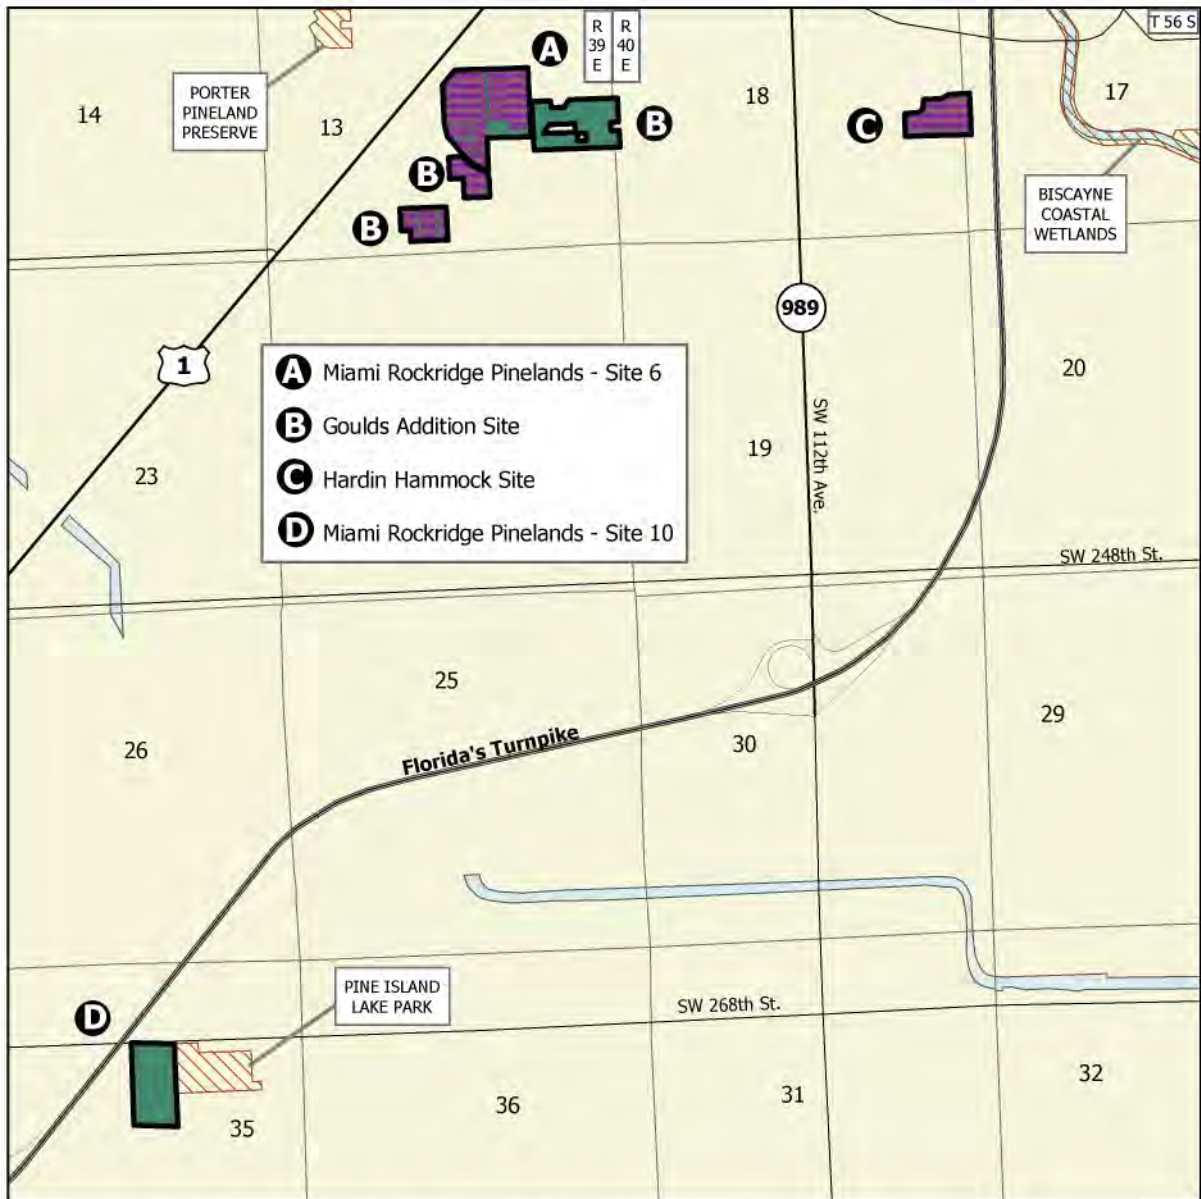 T 56 S
R
39
E
R
40
E
A
B
B
B
C
14
13
18
17
PORTER
PINELAND
PRESERVE
BISCAYNE
COASTAL
WETLANDS
989
1
A Miami Rockridge Pinelands - Site 6
B Goulds Addition Site
C Hardin Hammock Site
D Miami Rockridge Pinelands - Site 10
SW 112th Ave.
20
19
23
SW 248th St.
25
26
29
30
Florida's Turnpike
PINE ISLAND
LAKE PARK
SW 268th St.
D
35
36
31
32